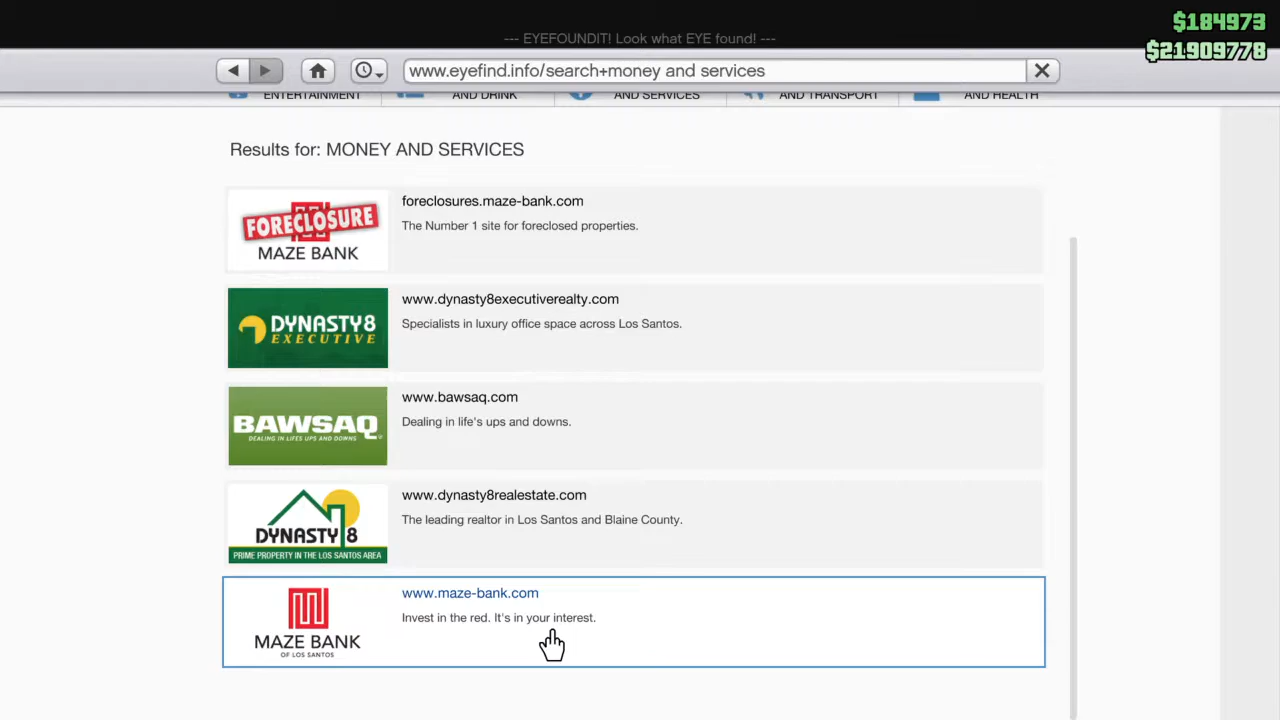 $184973
--- EYEFOUNDIT! Look what EYE found! ---
$21909778
www.eyefind.info/search+money and services
ENTERTAINMENT AND DRINK AND SERVICES AND TRANSPORT AND HEALTH
Results for: MONEY AND SERVICES
FORECLOSURE
MAZE BANK
foreclosures.maze-bank.com
The Number 1 site for foreclosed properties.
DYNASTY8
EXECUTIVE
www.dynasty8executiverealty.com
Specialists in luxury office space across Los Santos.
BAWSAQ
DEALING IN LIFES UPS AND DOWNS
www.bawsaq.com
Dealing in life's ups and downs.
DYNASTY 8
PRIME PROPERTY IN THE LOS SANTOS AREA
www.dynasty8realestate.com
The leading realtor in Los Santos and Blaine County.
MAZE BANK
OF LOS SANTOS
www.maze-bank.com
Invest in the red. It's in your interest.